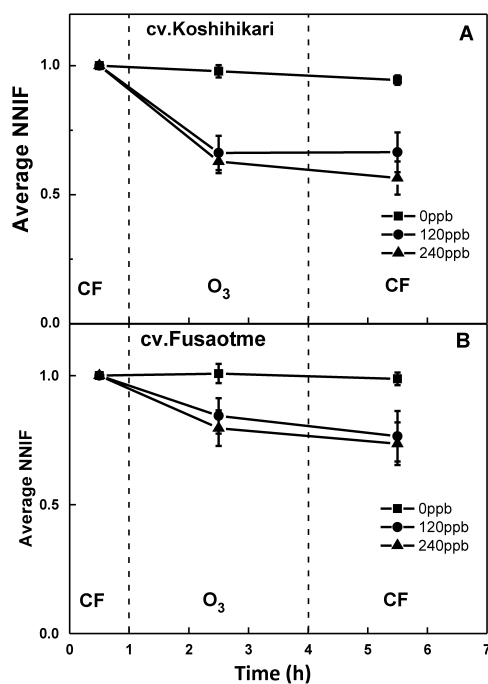 cv.Koshihikari
A
1.0
Average NNIF
0.5
0ppb
120ppb
240ppb
CF
O3
CF
0.0
cv.Fusaotme
B
1.0
Average NNIF
0.5
0ppb
120ppb
240ppb
CF
O3
CF
0.0
0 1 2 3 4 5 6 7
Time (h)